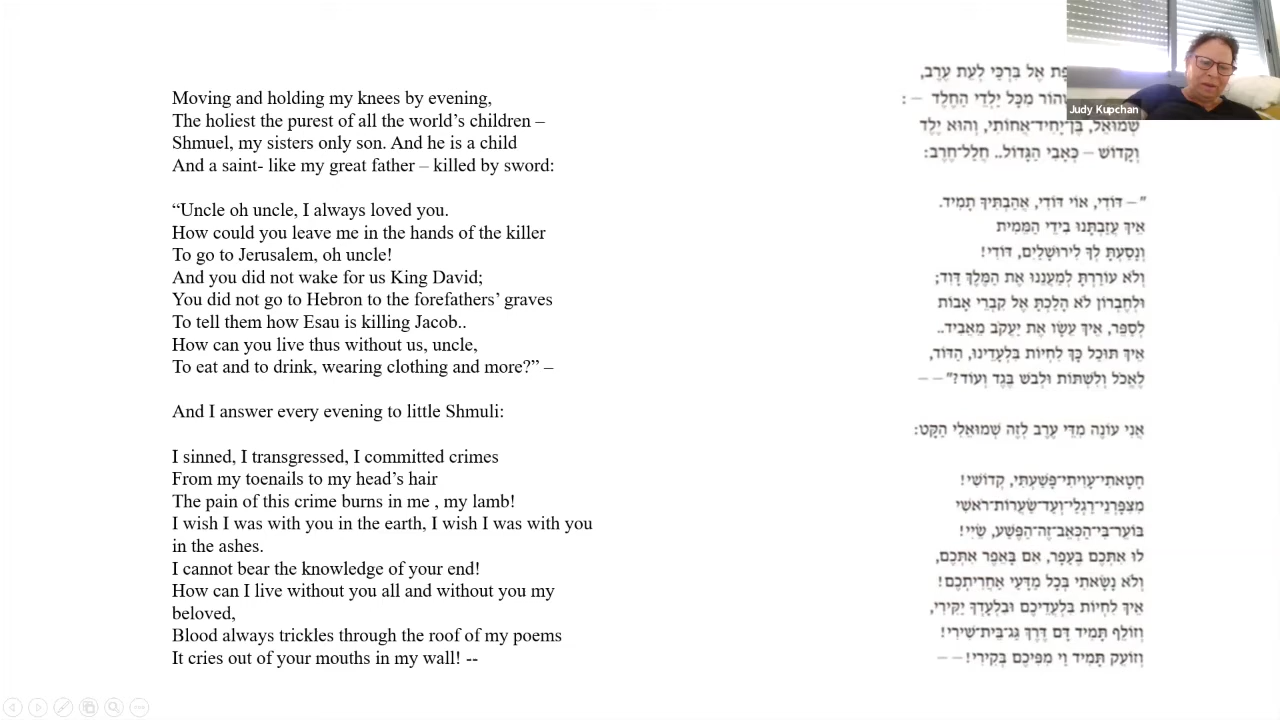 Moving and holding my knees by evening,
The holiest the purest of all the world's children –
Shmuel, my sisters only son. And he is a child
And a saint- like my great father – killed by sword:
“Uncle oh uncle, I always loved you.
How could you leave me in the hands of the killer
To go to Jerusalem, oh uncle!
And you did not wake for us King David;
You did not go to Hebron to the forefathers’ graves
To tell them how Esau is killing Jacob..
How can you live thus without us, uncle,
To eat and to drink, wearing clothing and more?” –
And I answer every evening to little Shmuli:
I sinned, I transgressed, I committed crimes
From my toenails to my head’s hair
The pain of this crime burns in me , my lamb!
I wish I was with you in the earth, I wish I was with you
in the ashes.
I cannot bear the knowledge of your end!
How can I live without you all and without you my
beloved,
Blood always trickles through the roof of my poems
It cries out of your mouths in my wall! --
אֶל בִּרְכַּי לְעֵת עֶרֶב,
מִכָּל יַלְדֵי הַחֶלֶד – :
שְׁמוּאֵל, בֶּן־יָחִיד־אֲחוֹתִי, וְהוּא יֶלֶד
וְקָדוֹשׁ – כְּאָבִי הַגָּדוֹל.. חֲלַל־חֶרֶב:
"– דּוֹדִי, אוֹי דּוֹדִי, אֲהַבְתִּיךָ תָּמִיד.
אֵיךְ עֲזַבְתָּנוּ בִּידֵי הַמֵּמִית
וְנָסַעְתָּ לְךָ לִירוּשָׁלַיִם, דּוֹדִי!
וְלֹא עוֹרַרְתָּ לְמַעֲנֵנוּ אֶת הַמֶּלֶךְ דָּוִד;
וּלְחֶבְרוֹן לֹא הָלַכְתָּ אֶל קִבְרֵי אָבוֹת
לְסַפֵּר, אֵיךְ עֵשָׂו אֶת יַעֲקֹב מַאֲבִיד..
אֵיךְ תּוּכַל כָּךְ לִחְיוֹת בִּלְעָדֵינוּ, הַדּוֹד,
לֶאֱכֹל וְלִשְׁתּוֹת וּלְבֹשׁ בֶּגֶד וְעוֹד?" – –
אֲנִי עוֹנֶה מִדֵּי עֶרֶב לְזֶה שְׁמוּאֵלִי הַקָּט:
חָטָאתִי־עָוִיתִי־פָּשַׁעְתִּי, קְדוֹשִׁי!
מִצִּפָּרְנֵי־רַגְלַי־וְעַד־שַׂעֲרוֹת־רֹאשִׁי
בּוֹעֵר־בִּי־הַכְּאֵב־זֶה־הַפֶּשַׁע, שֵׂיִי!
לוּ אִתְּכֶם בֶּעָפָר, אִם בָּאֵפֶר אִתְּכֶם,
וְלֹא נָשָׂאתִי בְּכָל מַדָּעַי אַחֲרִיתְכֶם!
אֵיךְ לִחְיוֹת בִּלְעֲדֵיכֶם וּבִלְעָדְךָ יַקִּירִי,
וְזוֹלֵף תָּמִיד דָּם דֶּרֶךְ גַּג־בֵּית־שִׁירִי!
וְזוֹעֵק תָּמִיד וַי מִפִּיכֶם בְּקִירִי! – –
Judy Kupchan